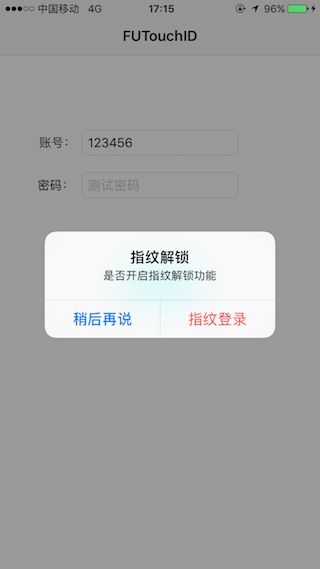 中国移动 4G 17:15 96%
FUTouchID
账号： 123456
密码： 测试密码
指纹解锁
是否开启指纹解锁功能
稍后再说 指纹登录